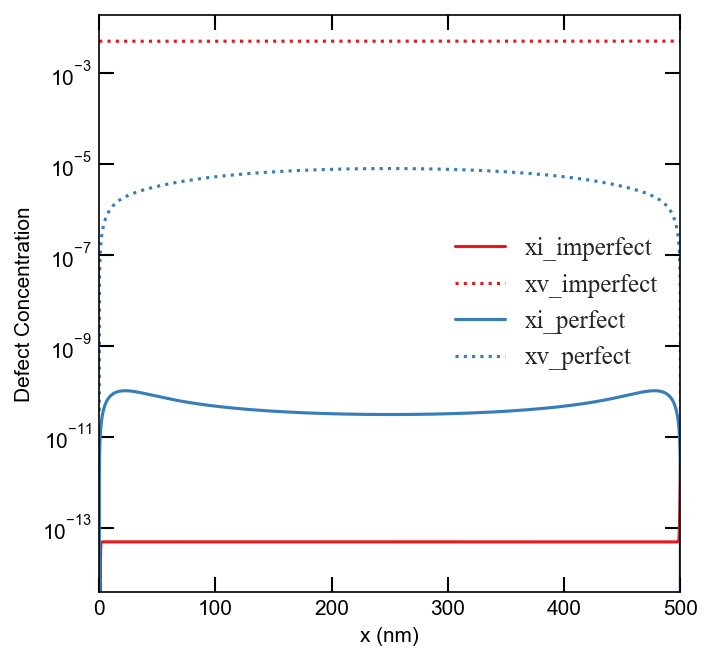 10⁻³
10⁻⁵
10⁻⁷
10⁻⁹
10⁻¹¹
10⁻¹³
Defect Concentration
xi_imperfect
xv_imperfect
xi_perfect
xv_perfect
0 100 200 300 400 500
x (nm)